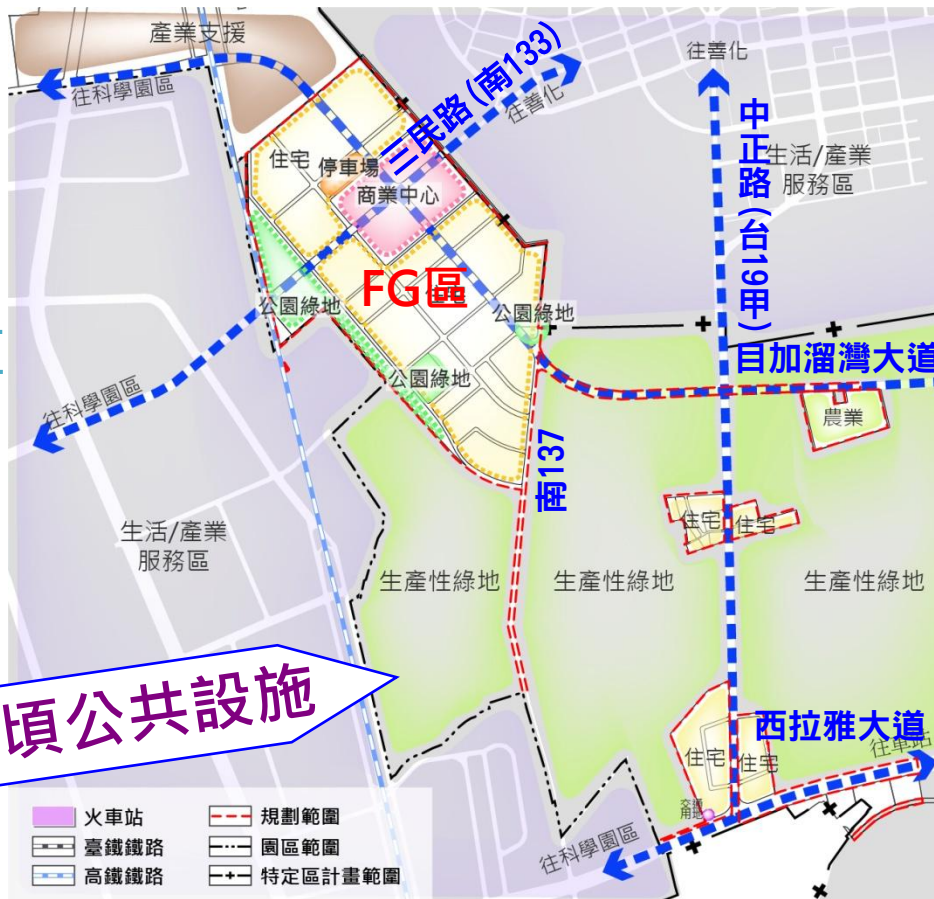 產業支援
往科學園區
三民路(南133)
往善化
往善化
中正路(台19甲)
生活/產業
服務區
住宅
停車場
商業中心
FG區
公園綠地
公園綠地
公園綠地
目加溜灣大道
往科學園區
農業
南137
住宅
住宅
生活/產業
服務區
生產性綠地
生產性綠地
生產性綠地
頃公共設施
西拉雅大道
住宅
住宅
往車站
交通
用地
往科學園區
火車站
規劃範圍
臺鐵鐵路
園區範圍
高鐵鐵路
特定區計畫範圍